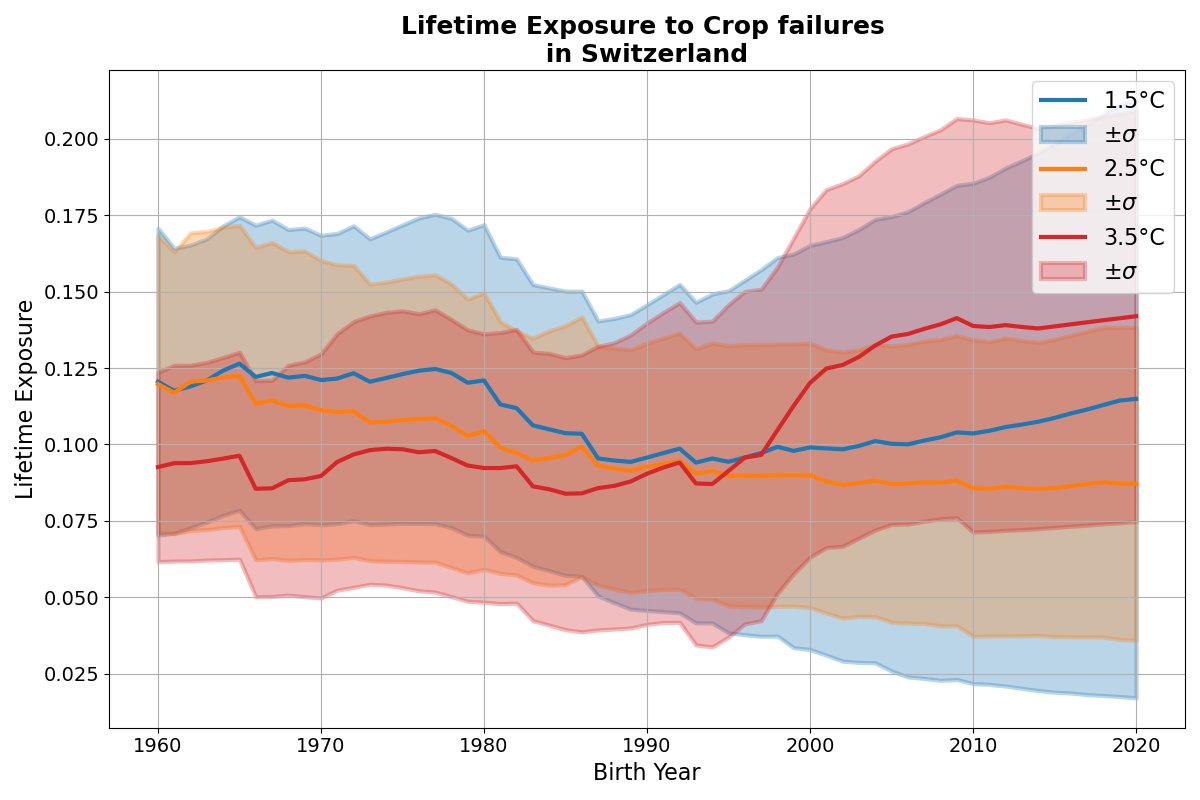 Lifetime Exposure to Crop failures
in Switzerland
1.5°C
±σ
2.5°C
±σ
3.5°C
±σ
Lifetime Exposure
0.200
0.175
0.150
0.125
0.100
0.075
0.050
0.025
1960 1970 1980 1990 2000 2010 2020
Birth Year